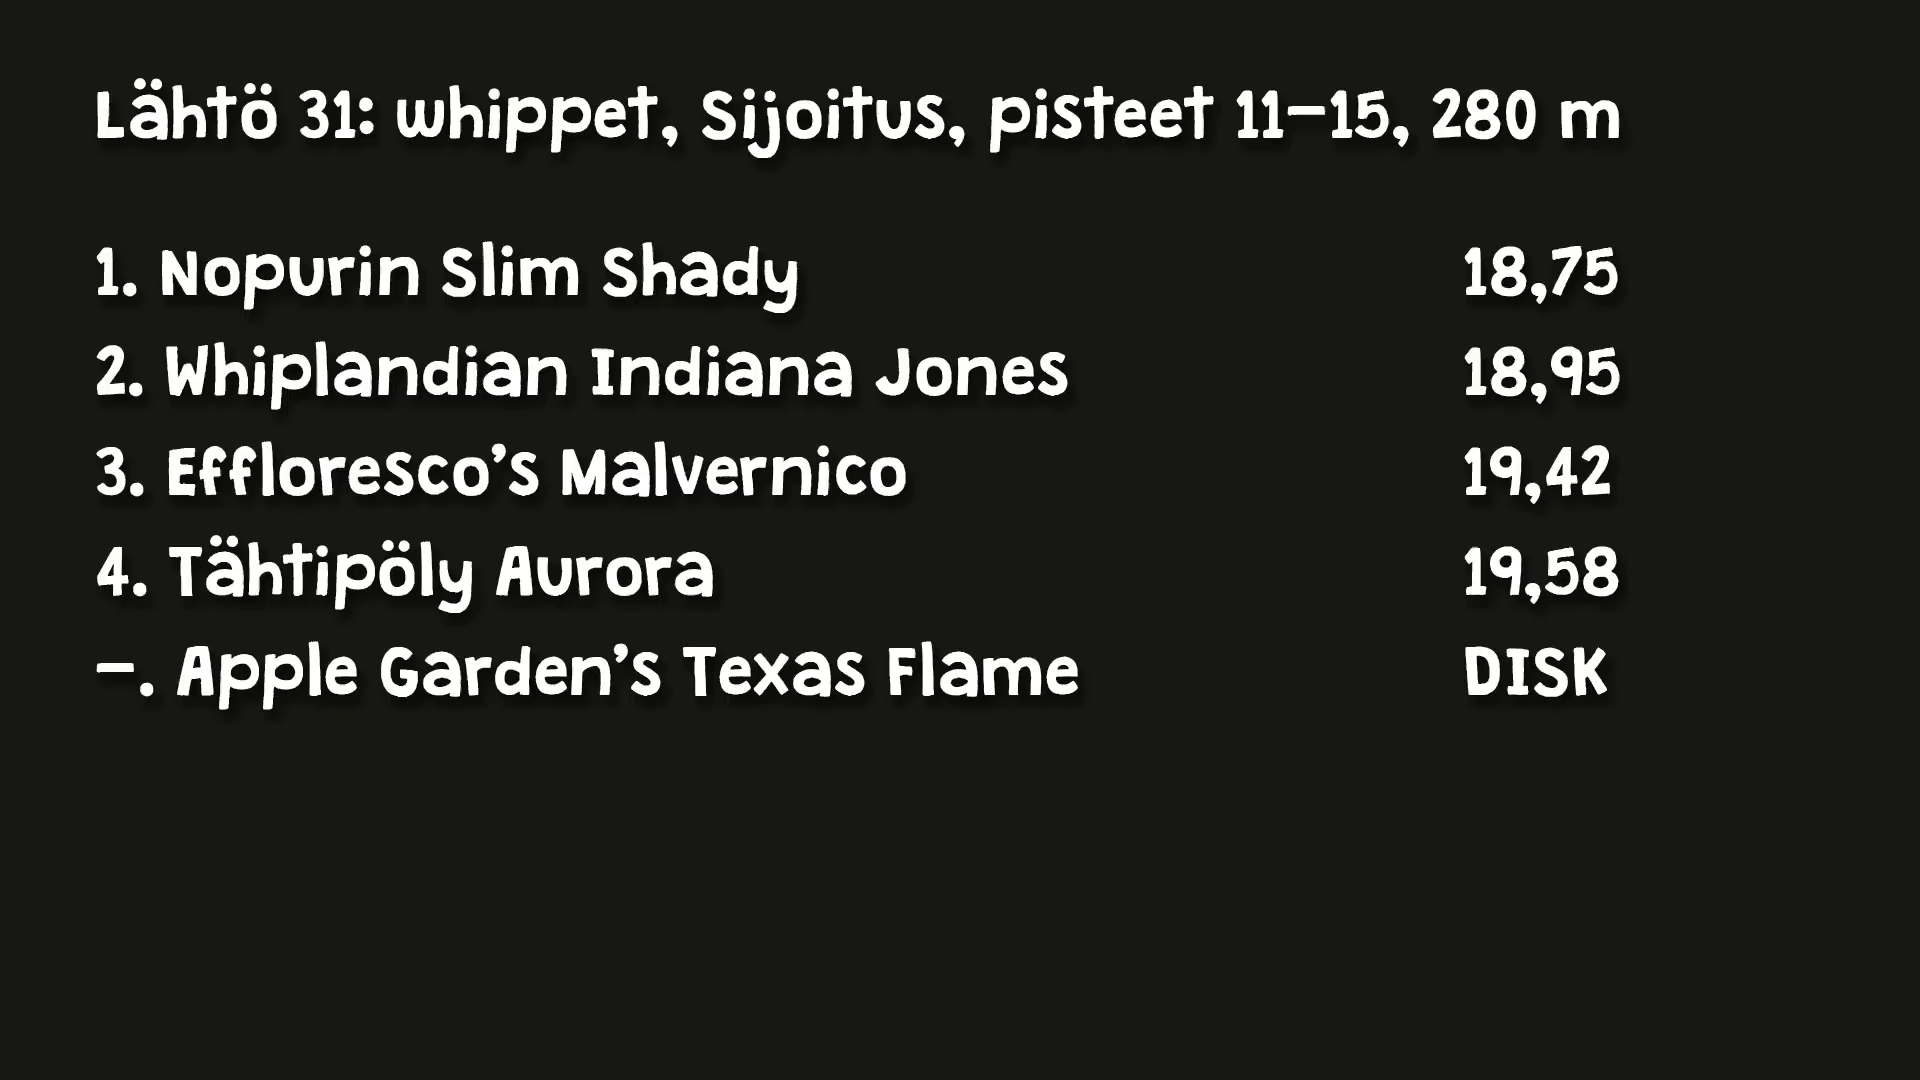 Lähtö 31: whippet, Sijoitus, pisteet 11–15, 280 m
1. Nopurin Slim Shady 18,75
2. Whiplandian Indiana Jones 18,95
3. Effloresco’s Malvernico 19,42
4. Tähtipöly Aurora 19,58
–. Apple Garden’s Texas Flame DISK